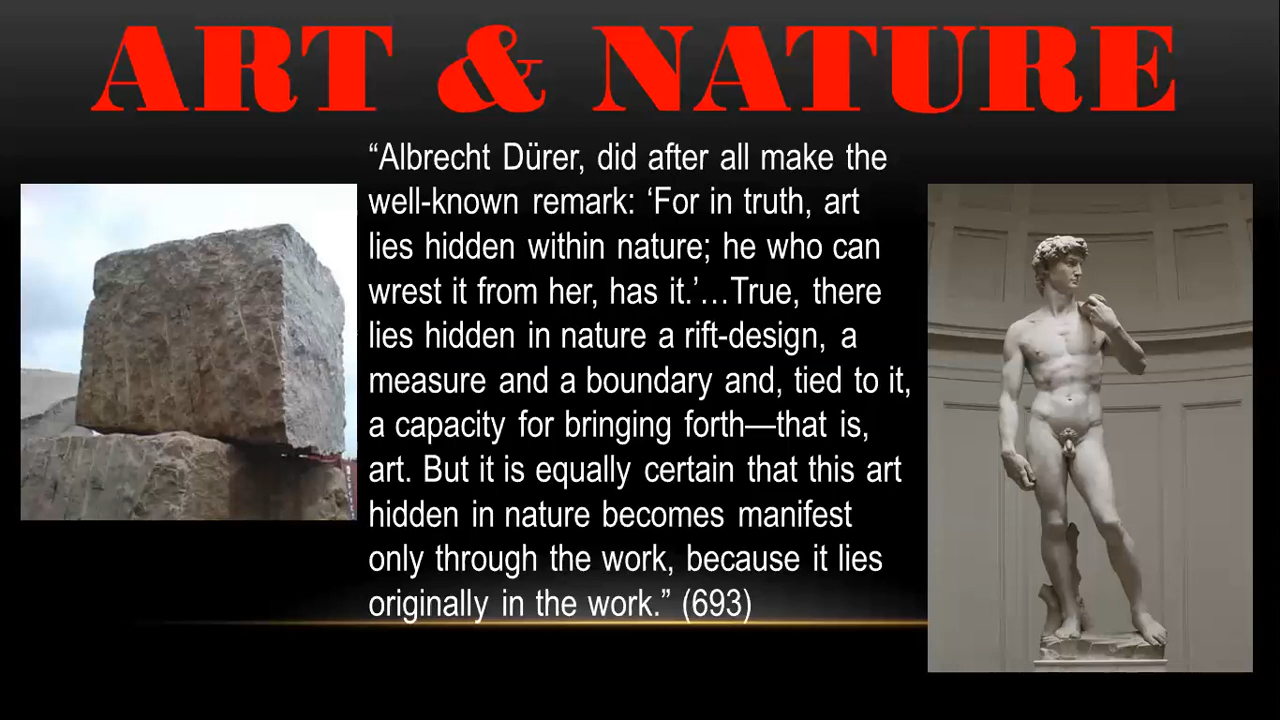 ART & NATURE
“Albrecht Dürer, did after all make the
well-known remark: ‘For in truth, art
lies hidden within nature; he who can
wrest it from her, has it.’…True, there
lies hidden in nature a rift-design, a
measure and a boundary and, tied to it,
a capacity for bringing forth—that is,
art. But it is equally certain that this art
hidden in nature becomes manifest
only through the work, because it lies
originally in the work.” (693)